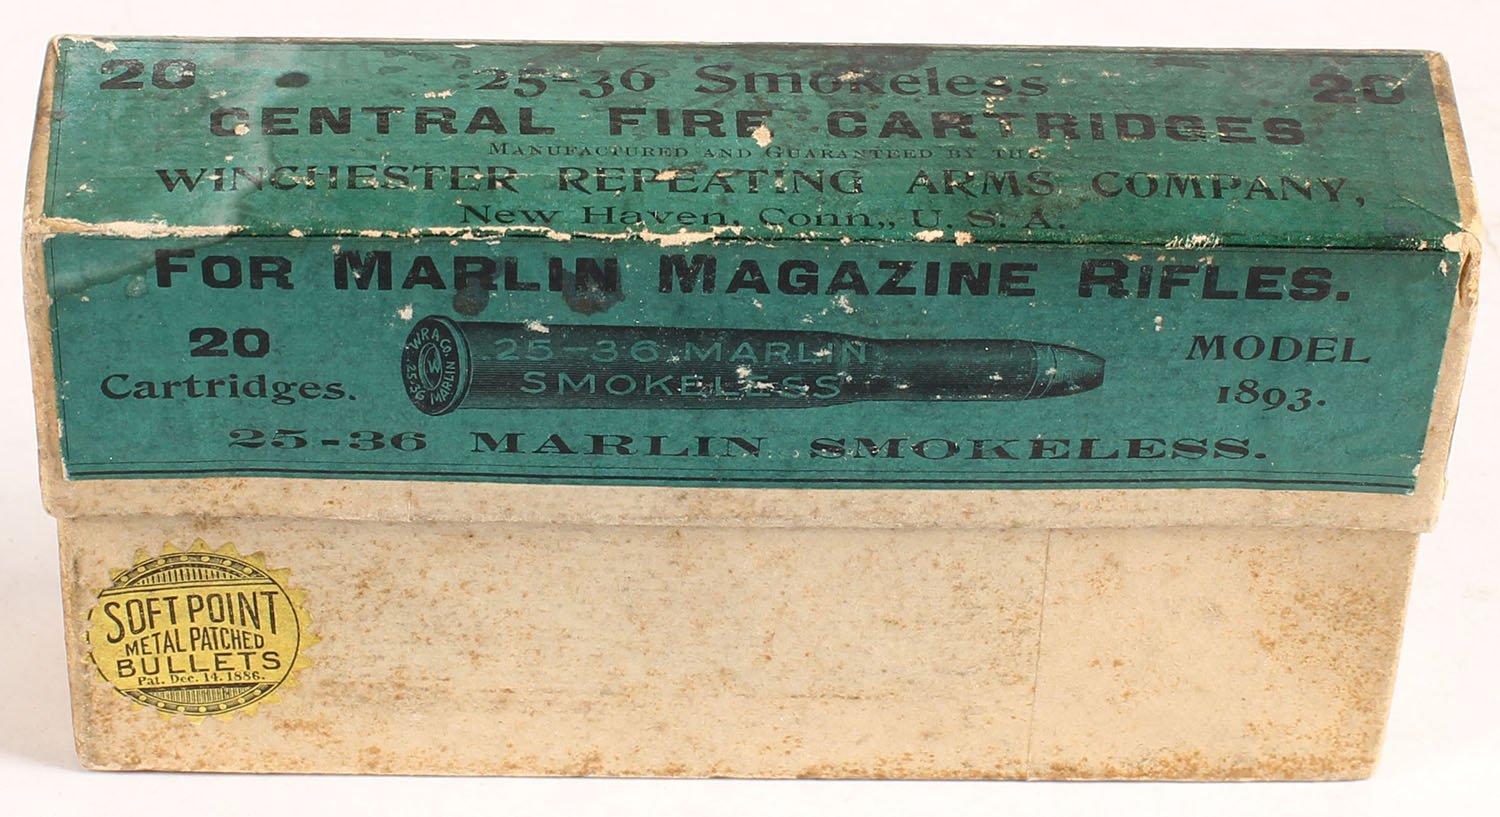 20 25-36 Smokeless 20
CENTRAL FIRE CARTRIDGES
MANUFACTURED AND GUARANTEED BY THE
WINCHESTER REPEATING ARMS COMPANY,
New Haven, Conn., U. S. A.
FOR MARLIN MAGAZINE RIFLES.
20
Cartridges.
W.R.A.Co.
W
.25-36 MARLIN
.25-36 MARLIN
SMOKELESS
MODEL
1893.
25-36 MARLIN SMOKELESS.
SOFT POINT
METAL PATCHED
BULLETS
Pat. Dec. 14. 1886.